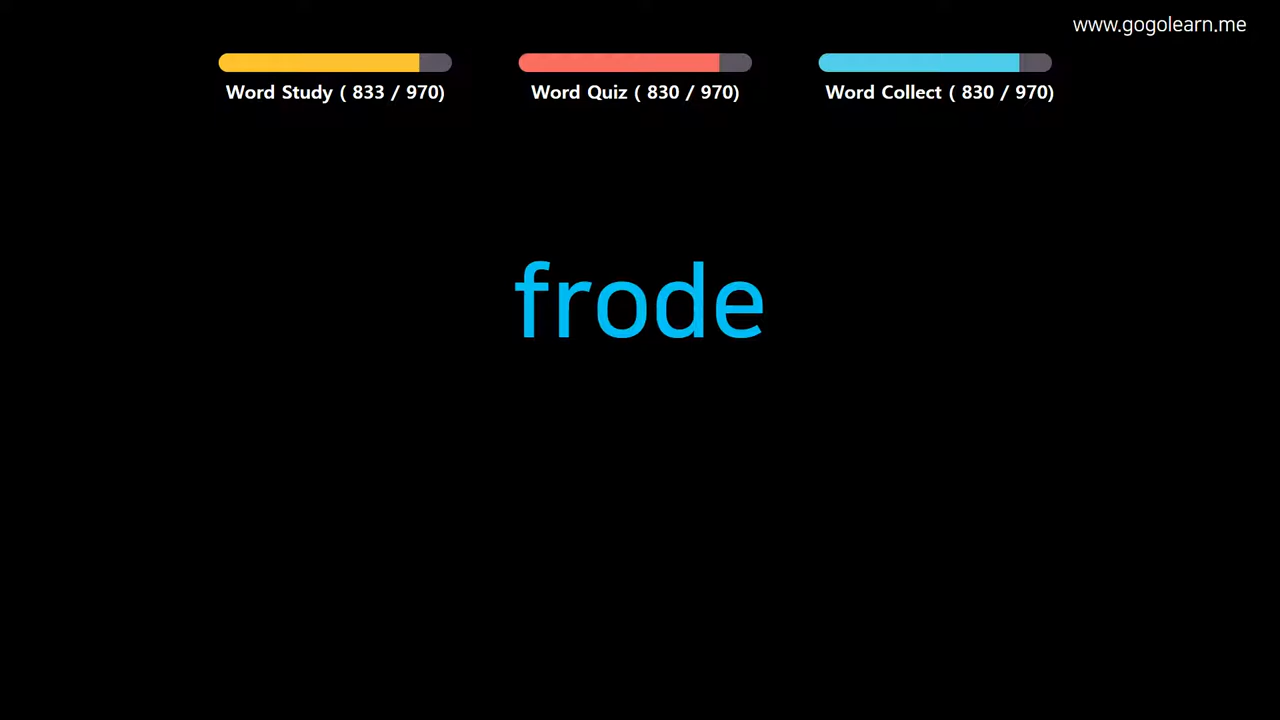 www.gogolearn.me
Word Study ( 833 / 970)
Word Quiz ( 830 / 970)
Word Collect ( 830 / 970)
frode